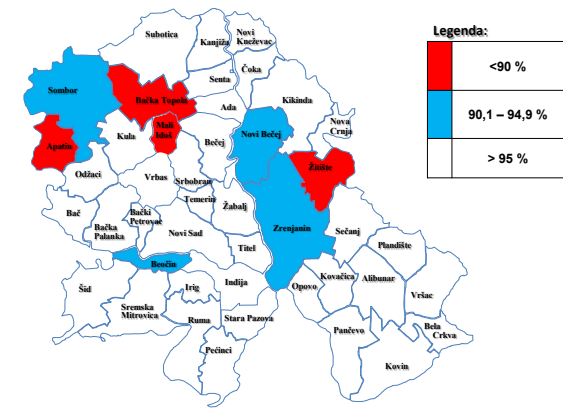 Legenda:
<90 %
90,1 – 94,9 %
> 95 %
Subotica
Kanjiža
Novi
Kneževac
Čoka
Senta
Sombor
Bačka Topola
Ada
Kikinda
Mali
Iđoš
Novi Bečej
Nova
Crnja
Apatin
Kula
Bečej
Žitište
Odžaci
Vrbas
Srbobran
Temerin
Žabalj
Bač
Bačka
Palanka
Bački
Petrovac
Novi Sad
Zrenjanin
Sečanj
Titel
Plandište
Beočin
Kovačica
Alibunar
Šid
Irig
Inđija
Opovo
Vršac
Sremska
Mitrovica
Ruma
Stara Pazova
Pančevo
Bela
Crkva
Pećinci
Kovin